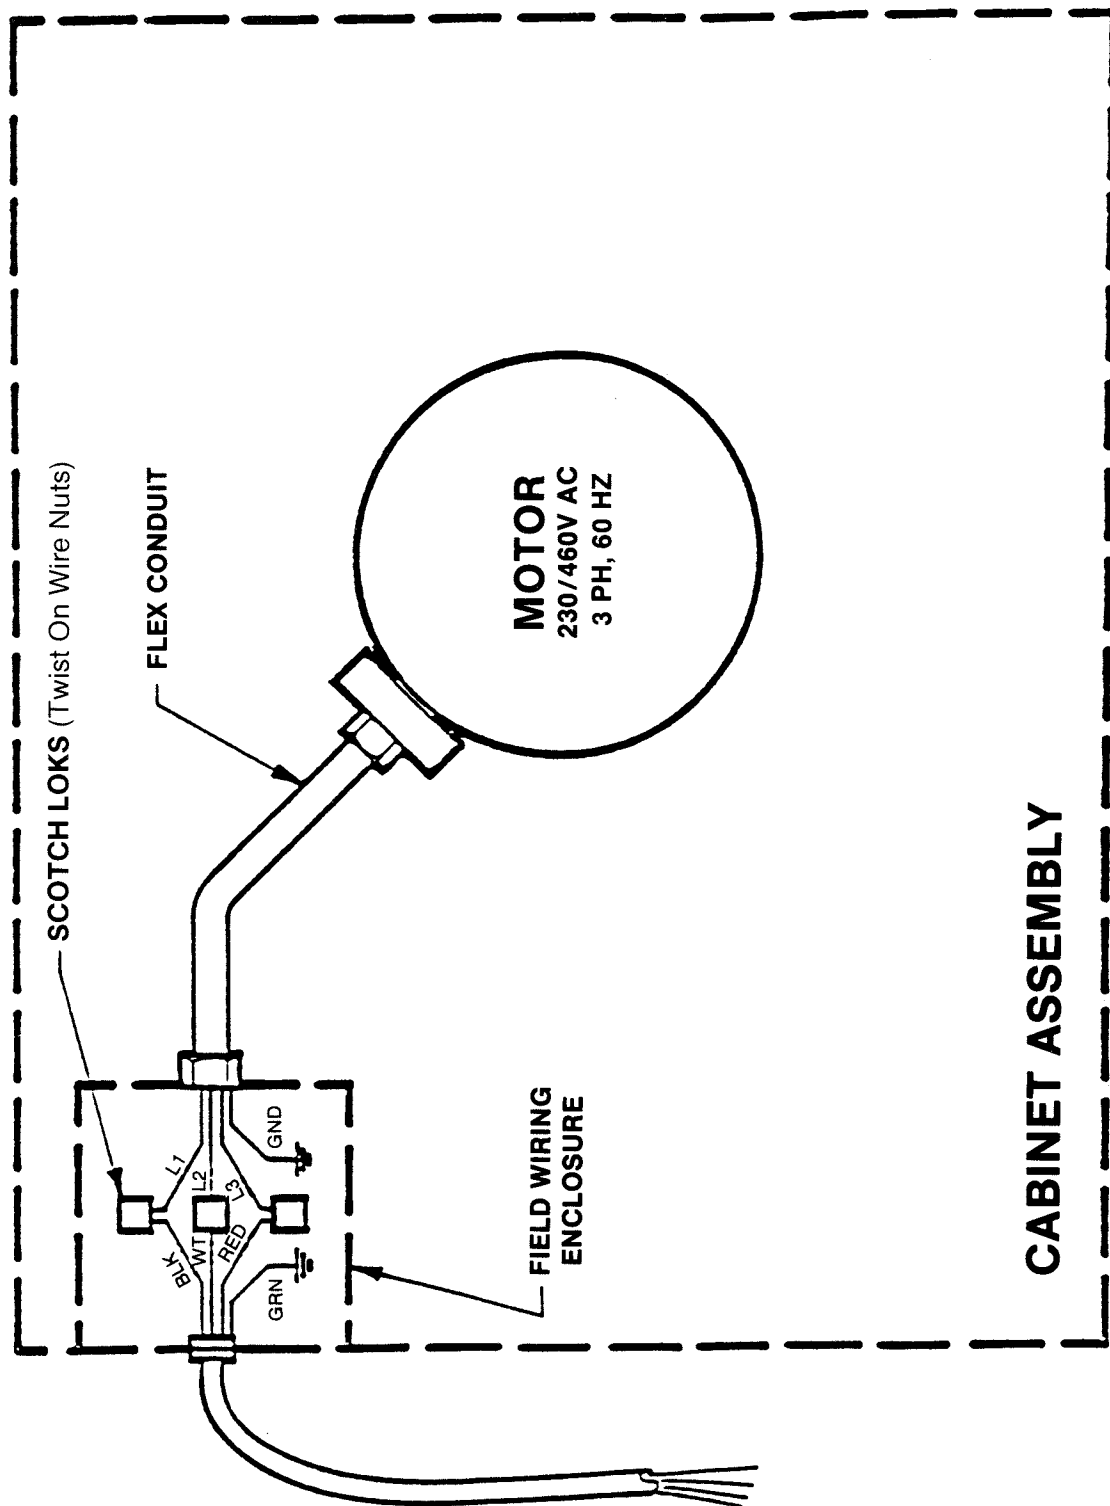 SCOTCH LOKS (Twist On Wire Nuts)
FLEX CONDUIT
MOTOR
230/460V AC
3 PH, 60 HZ
BLK
L1
WT
L2
RED
L3
GRN
GND
FIELD WIRING
ENCLOSURE
CABINET ASSEMBLY